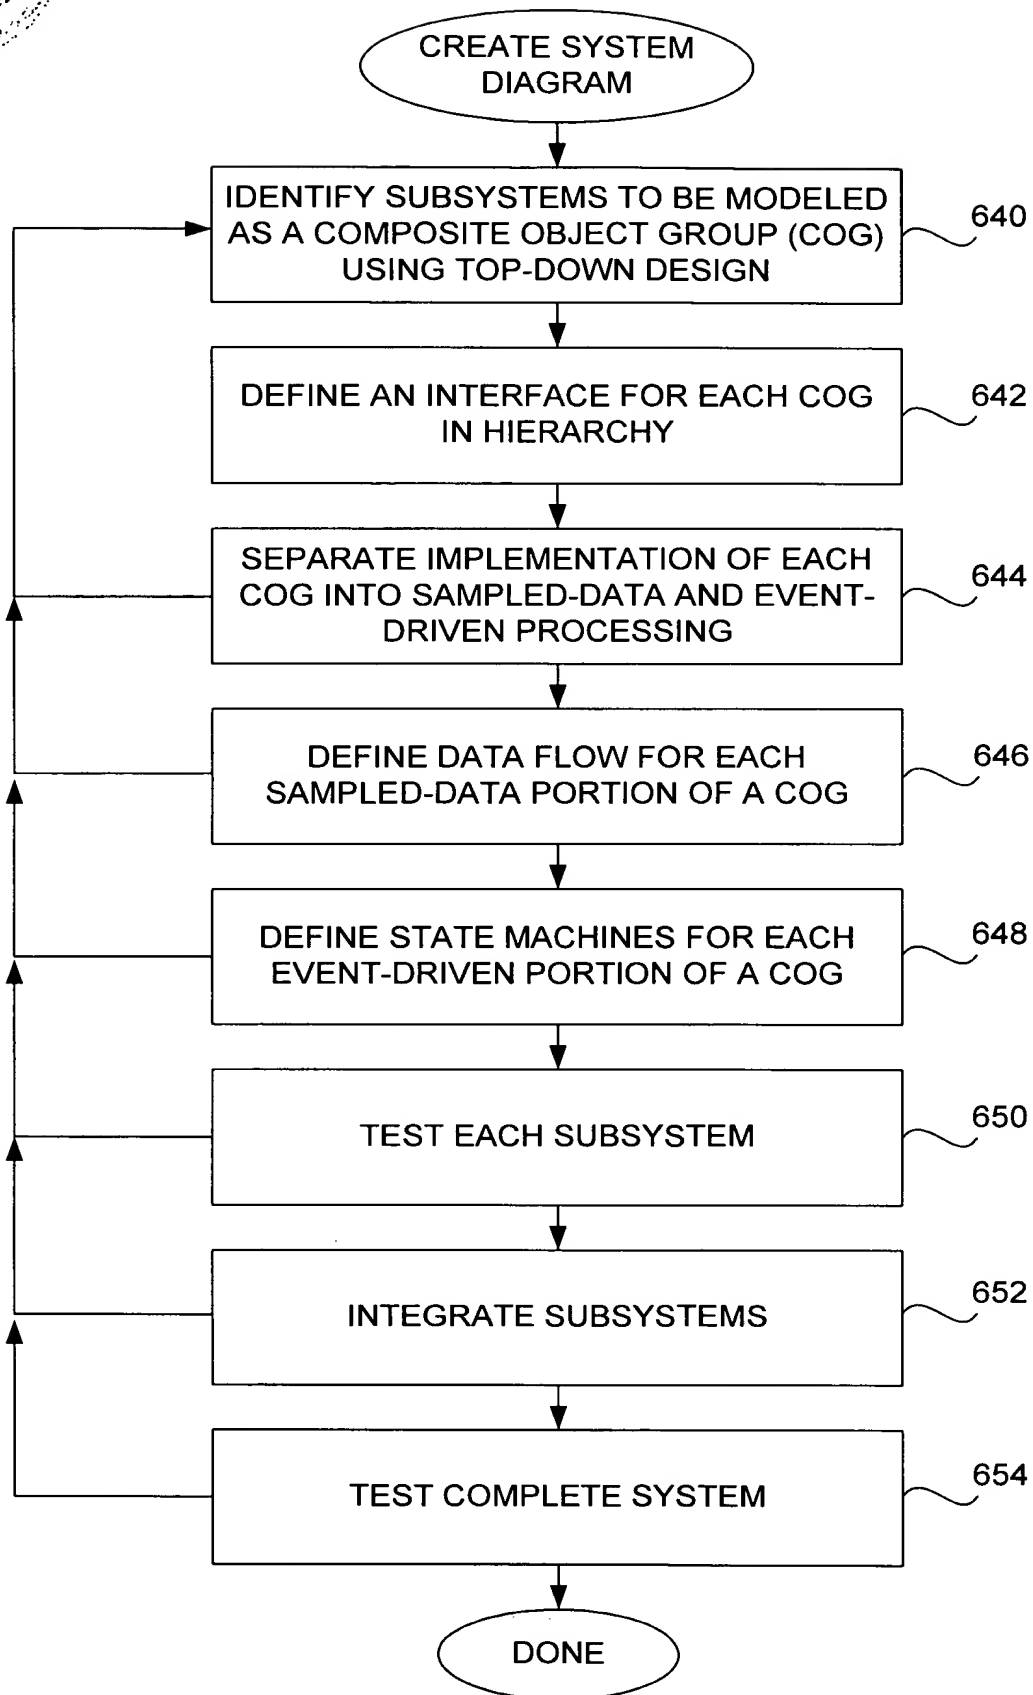 CREATE SYSTEM
DIAGRAM
IDENTIFY SUBSYSTEMS TO BE MODELED
AS A COMPOSITE OBJECT GROUP (COG)
USING TOP-DOWN DESIGN
640
DEFINE AN INTERFACE FOR EACH COG
IN HIERARCHY
642
SEPARATE IMPLEMENTATION OF EACH
COG INTO SAMPLED-DATA AND EVENT-
DRIVEN PROCESSING
644
DEFINE DATA FLOW FOR EACH
SAMPLED-DATA PORTION OF A COG
646
DEFINE STATE MACHINES FOR EACH
EVENT-DRIVEN PORTION OF A COG
648
TEST EACH SUBSYSTEM
650
INTEGRATE SUBSYSTEMS
652
TEST COMPLETE SYSTEM
654
DONE